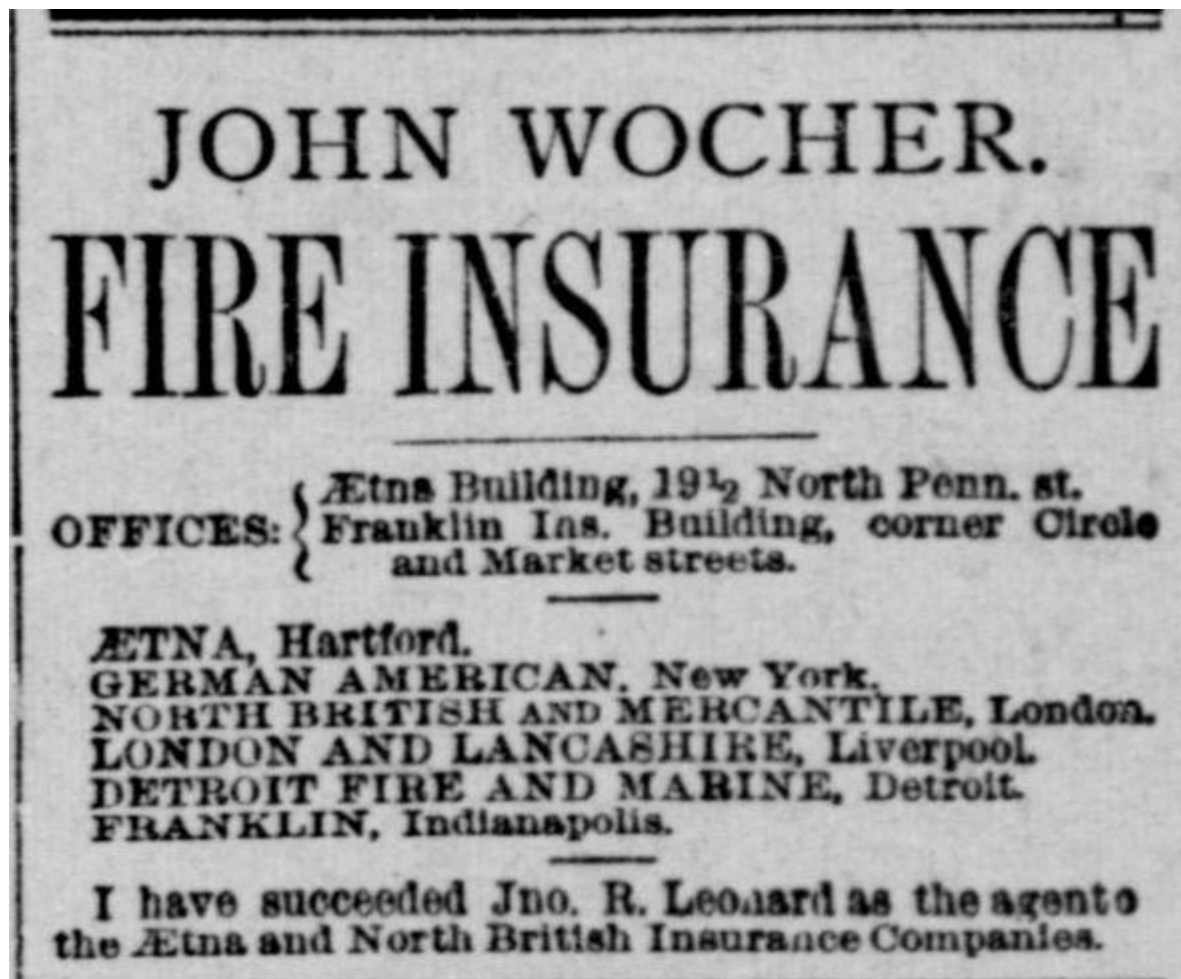 JOHN WOCHER.
FIRE INSURANCE
Ætna Building, 19½ North Penn. st.
OFFICES: Franklin Ins. Building, corner Circle
and Market streets.
ÆTNA, Hartford.
GERMAN AMERICAN, New York.
NORTH BRITISH AND MERCANTILE, London.
LONDON AND LANCASHIRE, Liverpool.
DETROIT FIRE AND MARINE, Detroit.
FRANKLIN, Indianapolis.
I have succeeded Jno. R. Leonard as the agent o
the Ætna and North British Insurance Companies.